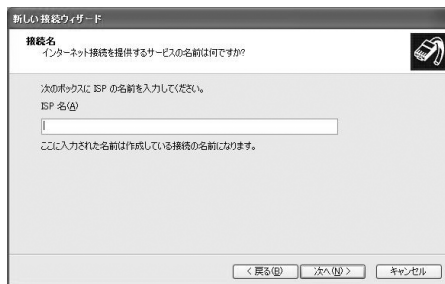 新しい接続ウィザード
接続名
インターネット接続を提供するサービスの名前は何ですか?
次のボックスに ISP の名前を入力してください。
ISP 名(A)
ここに入力された名前は作成している接続の名前になります。
< 戻る(B)
次へ(N) >
キャンセル